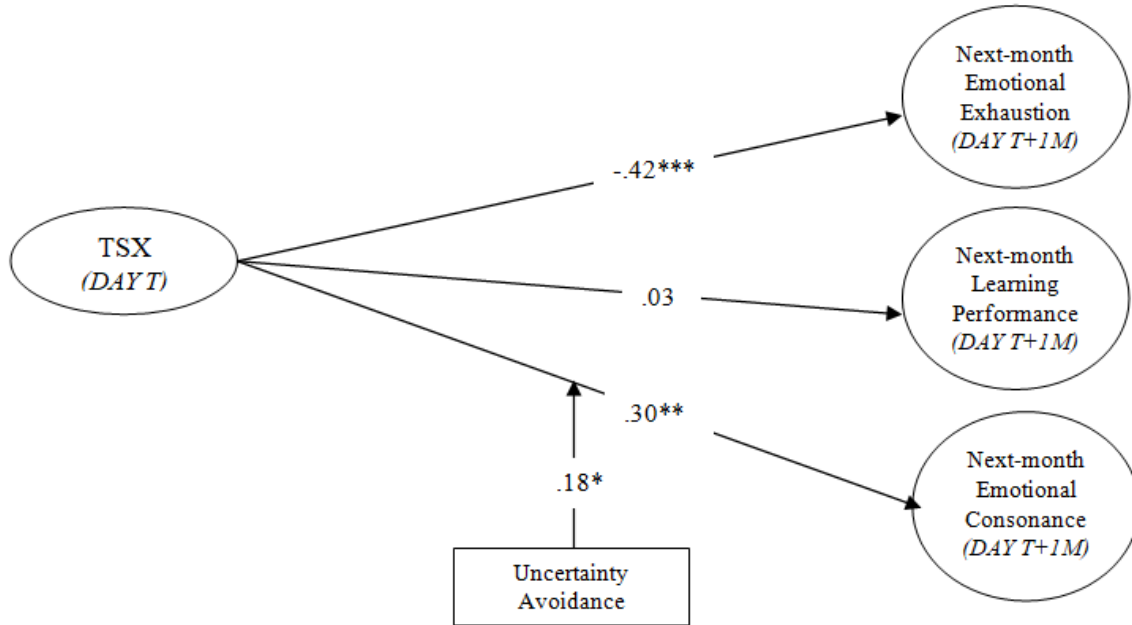 Next-month
Emotional
Exhaustion
(DAY T+1M)
-.42***
TSX
(DAY T)
.03
Next-month
Learning
Performance
(DAY T+1M)
.30**
.18*
Next-month
Emotional
Consonance
(DAY T+1M)
Uncertainty
Avoidance